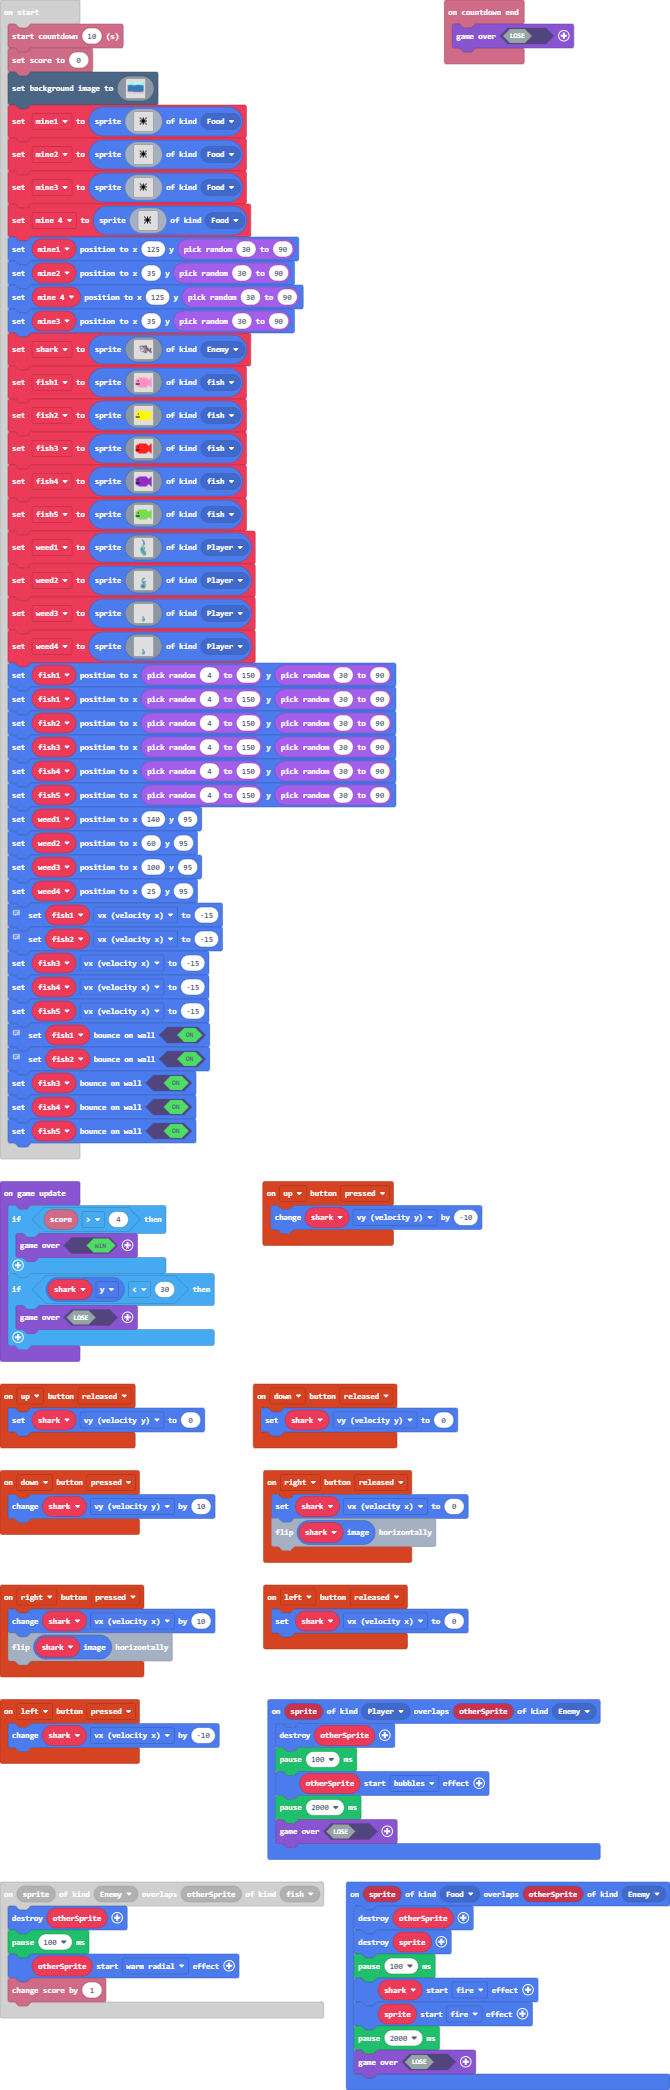 on start
start countdown 10 (s)
set score to 0
set background image to
set mine1 to sprite of kind Food
set mine2 to sprite of kind Food
set mine3 to sprite of kind Food
set mine 4 to sprite of kind Food
set mine1 position to x 125 y pick random 30 to 90
set mine2 position to x 35 y pick random 30 to 90
set mine 4 position to x 125 y pick random 30 to 90
set mine3 position to x 35 y pick random 30 to 90
set shark to sprite of kind Enemy
set fish1 to sprite of kind fish
set fish2 to sprite of kind fish
set fish3 to sprite of kind fish
set fish4 to sprite of kind fish
set fish5 to sprite of kind fish
set weed1 to sprite of kind Player
set weed2 to sprite of kind Player
set weed3 to sprite of kind Player
set weed4 to sprite of kind Player
set fish1 position to x pick random 4 to 150 y pick random 30 to 90
set fish1 position to x pick random 4 to 150 y pick random 30 to 90
set fish2 position to x pick random 4 to 150 y pick random 30 to 90
set fish3 position to x pick random 4 to 150 y pick random 30 to 90
set fish4 position to x pick random 4 to 150 y pick random 30 to 90
set fish5 position to x pick random 4 to 150 y pick random 30 to 90
set weed1 position to x 140 y 95
set weed2 position to x 60 y 95
set weed3 position to x 100 y 95
set weed4 position to x 25 y 95
set fish1 vx (velocity x) to -15
set fish2 vx (velocity x) to -15
set fish3 vx (velocity x) to -15
set fish4 vx (velocity x) to -15
set fish5 vx (velocity x) to -15
set fish1 bounce on wall ON
set fish2 bounce on wall ON
set fish3 bounce on wall ON
set fish4 bounce on wall ON
set fish5 bounce on wall ON
on countdown end
game over LOSE
on game update
if score > 4 then
game over WIN
if shark y < 30 then
game over LOSE
on up button pressed
change shark vy (velocity y) by -10
on up button released
set shark vy (velocity y) to 0
on down button released
set shark vy (velocity y) to 0
on down button pressed
change shark vy (velocity y) by 10
on right button released
set shark vx (velocity x) to 0
flip shark image horizontally
on right button pressed
change shark vx (velocity x) by 10
flip shark image horizontally
on left button released
set shark vx (velocity x) to 0
on left button pressed
change shark vx (velocity x) by -10
on sprite of kind Player overlaps otherSprite of kind Enemy
destroy otherSprite
pause 100 ms
otherSprite start bubbles effect
pause 2000 ms
game over LOSE
on sprite of kind Enemy overlaps otherSprite of kind fish
destroy otherSprite
pause 100 ms
otherSprite start warm radial effect
change score by 1
on sprite of kind Food overlaps otherSprite of kind Enemy
destroy otherSprite
destroy sprite
pause 100 ms
shark start fire effect
sprite start fire effect
pause 2000 ms
game over LOSE